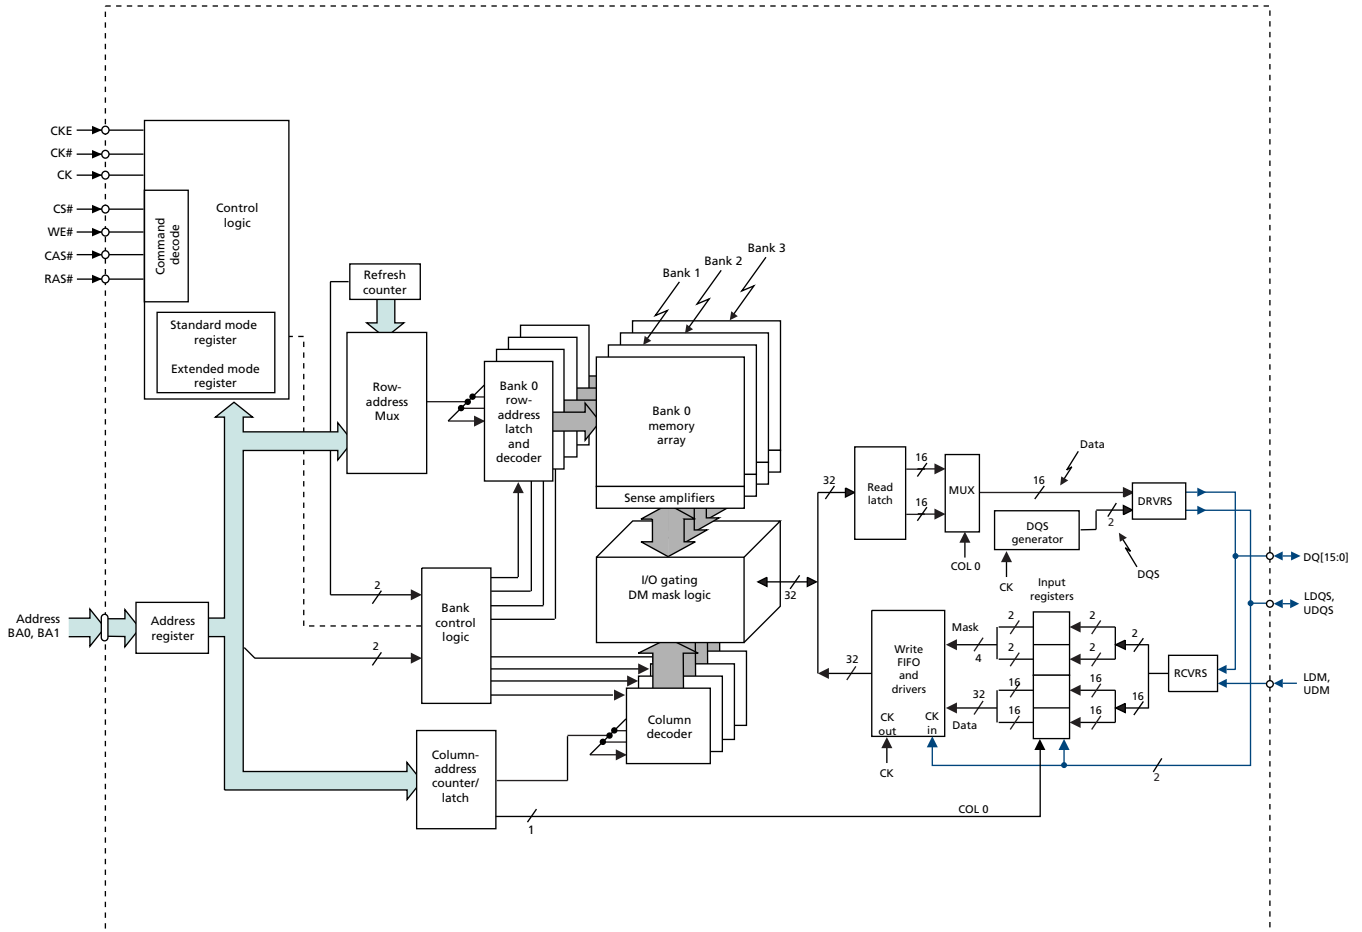 CKE
CK#
CK
CS#
WE#
CAS#
RAS#
Command
decode
Control
logic
Standard mode
register
Extended mode
register
Refresh
counter
Row-
address
Mux
Bank 0
row-
address
latch
and
decoder
Bank 1
Bank 2
Bank 3
Bank 0
memory
array
Sense amplifiers
I/O gating
DM mask logic
32
32
Read
latch
16
16
MUX
COL 0
16
Data
DQS
generator
CK
2
DQS
DRVRS
DQ[15:0]
LDQS,
UDQS
LDM,
UDM
Address
BA0, BA1
Address
register
2
2
Bank
control
logic
Column
decoder
Column-
address
counter/
latch
1
COL 0
32
Write
FIFO
and
drivers
CK
out
CK
in
CK
Mask
4
32
Data
Input
registers
2
2
16
16
2
2
16
16
2
16
RCVRS
2